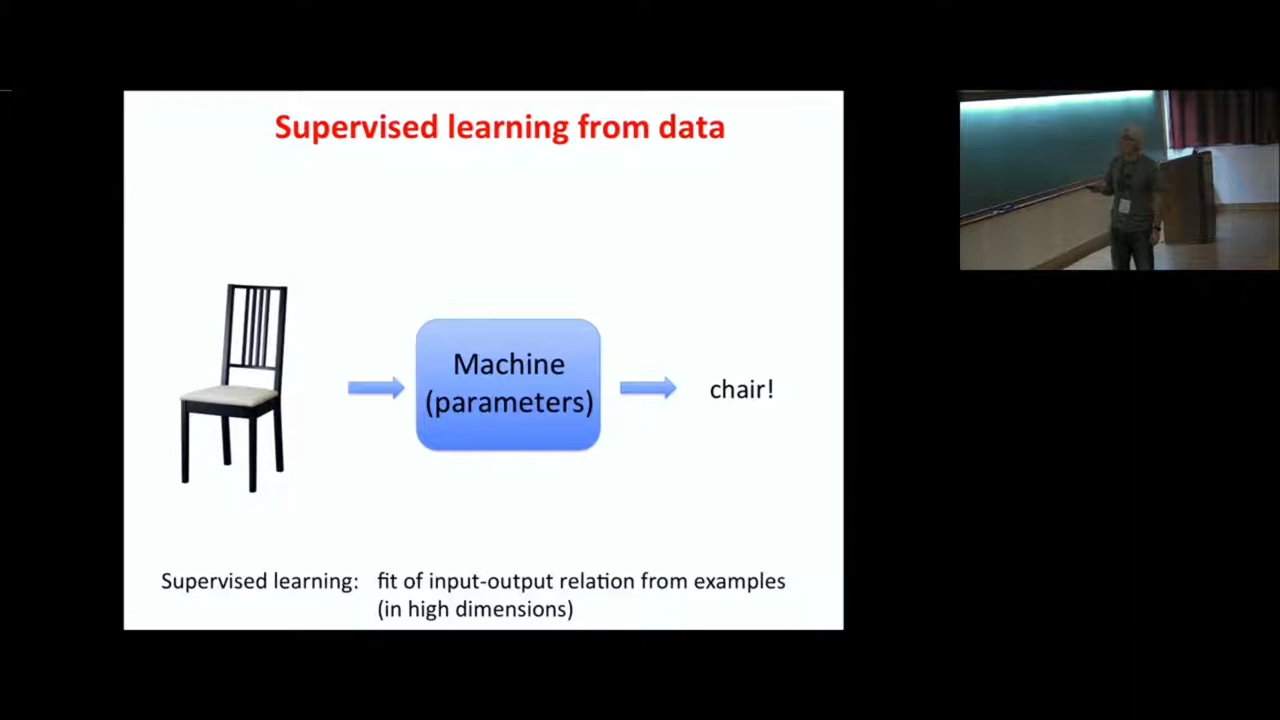 Supervised learning from data
Machine
(parameters)
chair!
Supervised learning: fit of input-output relation from examples
(in high dimensions)